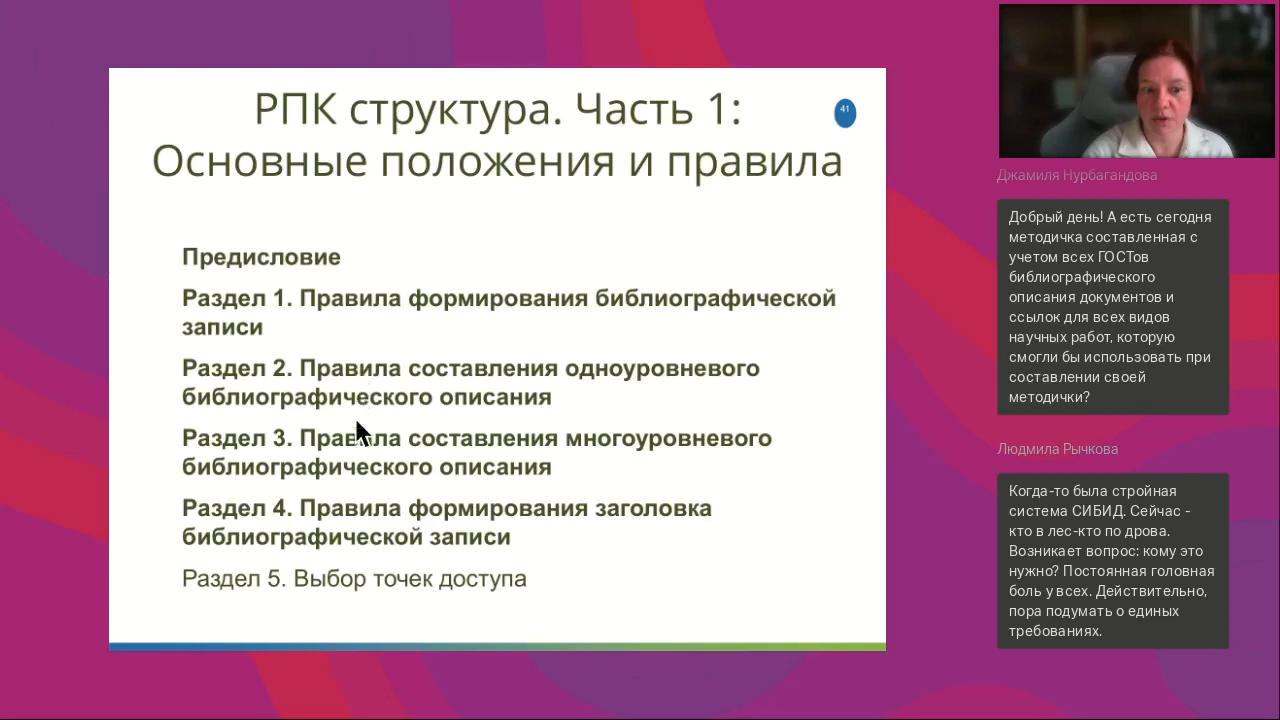 РПК структура. Часть 1:
Основные положения и правила
41
Предисловие
Раздел 1. Правила формирования библиографической
записи
Раздел 2. Правила составления одноуровневого
библиографического описания
Раздел 3. Правила составления многоуровневого
библиографического описания
Раздел 4. Правила формирования заголовка
библиографической записи
Раздел 5. Выбор точек доступа
Джамиля Нурбагандова
Добрый день! А есть сегодня
методичка составленная с
учетом всех ГОСТов
библиографического
описания документов и
ссылок для всех видов
научных работ, которую
смогли бы использовать при
составлении своей
методички?
Людмила Рычкова
Когда-то была стройная
система СИБИД. Сейчас -
кто в лес-кто по дрова.
Возникает вопрос: кому это
нужно? Постоянная головная
боль у всех. Действительно,
пора подумать о единых
требованиях.